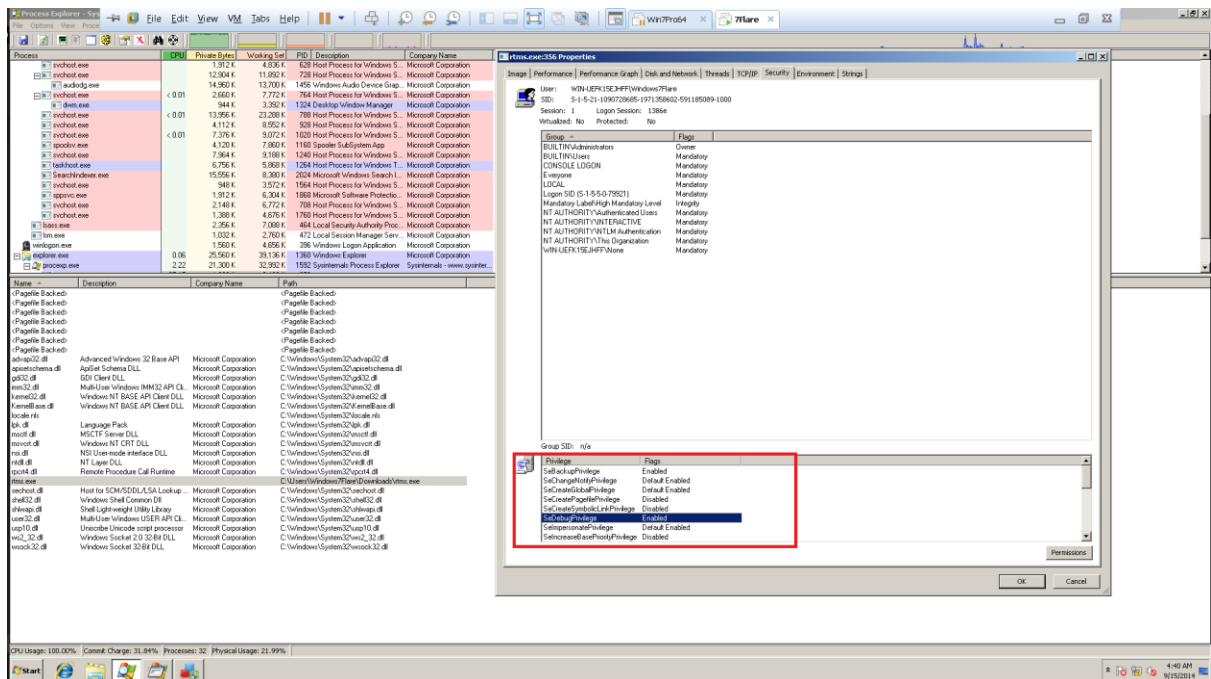 Process Explorer - Sys
File Edit View VM Tabs Help
Win7Pro64
7Flare
File Options View Proce
Process CPU Private Bytes Working Set PID Description Company Name
svchost.exe 1,912 K 4,836 K 628 Host Process for Windows S... Microsoft Corporation
svchost.exe 12,904 K 11,892 K 728 Host Process for Windows S... Microsoft Corporation
audiodg.exe 14,960 K 13,700 K 1456 Windows Audio Device Grap... Microsoft Corporation
svchost.exe < 0.01 2,660 K 7,772 K 764 Host Process for Windows S... Microsoft Corporation
dwm.exe 944 K 3,392 K 1324 Desktop Window Manager Microsoft Corporation
svchost.exe < 0.01 13,956 K 23,288 K 788 Host Process for Windows S... Microsoft Corporation
svchost.exe 4,112 K 8,552 K 928 Host Process for Windows S... Microsoft Corporation
svchost.exe < 0.01 7,376 K 9,072 K 1020 Host Process for Windows S... Microsoft Corporation
spoolsv.exe 4,120 K 7,860 K 1160 Spooler SubSystem App Microsoft Corporation
svchost.exe 7,964 K 9,188 K 1240 Host Process for Windows S... Microsoft Corporation
taskhost.exe 6,756 K 5,868 K 1264 Host Process for Windows T... Microsoft Corporation
SearchIndexer.exe 15,556 K 8,380 K 2024 Microsoft Windows Search I... Microsoft Corporation
svchost.exe 948 K 3,572 K 1564 Host Process for Windows S... Microsoft Corporation
sppsvc.exe 1,912 K 6,304 K 1868 Microsoft Software Protectio... Microsoft Corporation
svchost.exe 2,148 K 6,772 K 708 Host Process for Windows S... Microsoft Corporation
svchost.exe 1,388 K 4,676 K 1760 Host Process for Windows S... Microsoft Corporation
lsass.exe 2,356 K 7,088 K 464 Local Security Authority Proc... Microsoft Corporation
lsm.exe 1,032 K 2,760 K 472 Local Session Manager Serv... Microsoft Corporation
winlogon.exe 1,560 K 4,656 K 396 Windows Logon Application Microsoft Corporation
explorer.exe 0.06 25,560 K 39,136 K 1360 Windows Explorer Microsoft Corporation
procexp.exe 2.22 21,300 K 32,992 K 1592 Sysinternals Process Explorer Sysinternals - www.sysinter...
Name Description Company Name Path
<Pagefile Backed> <Pagefile Backed>
<Pagefile Backed> <Pagefile Backed>
<Pagefile Backed> <Pagefile Backed>
<Pagefile Backed> <Pagefile Backed>
<Pagefile Backed> <Pagefile Backed>
<Pagefile Backed> <Pagefile Backed>
<Pagefile Backed> <Pagefile Backed>
advapi32.dll Advanced Windows 32 Base API Microsoft Corporation C:\Windows\System32\advapi32.dll
apisetschema.dll ApiSet Schema DLL Microsoft Corporation C:\Windows\System32\apisetschema.dll
gdi32.dll GDI Client DLL Microsoft Corporation C:\Windows\System32\gdi32.dll
imm32.dll Multi-User Windows IMM32 API Cli... Microsoft Corporation C:\Windows\System32\imm32.dll
kernel32.dll Windows NT BASE API Client DLL Microsoft Corporation C:\Windows\System32\kernel32.dll
KernelBase.dll Windows NT BASE API Client DLL Microsoft Corporation C:\Windows\System32\KernelBase.dll
locale.nls C:\Windows\System32\locale.nls
lpk.dll Language Pack Microsoft Corporation C:\Windows\System32\lpk.dll
msctf.dll MSCTF Server DLL Microsoft Corporation C:\Windows\System32\msctf.dll
msvcrt.dll Windows NT CRT DLL Microsoft Corporation C:\Windows\System32\msvcrt.dll
nsi.dll NSI User-mode interface DLL Microsoft Corporation C:\Windows\System32\nsi.dll
ntdll.dll NT Layer DLL Microsoft Corporation C:\Windows\System32\ntdll.dll
rpcrt4.dll Remote Procedure Call Runtime Microsoft Corporation C:\Windows\System32\rpcrt4.dll
rtms.exe C:\Users\Windows7Flare\Downloads\rtms.exe
sechost.dll Host for SCM/SDDL/LSA Lookup ... Microsoft Corporation C:\Windows\System32\sechost.dll
shell32.dll Windows Shell Common Dll Microsoft Corporation C:\Windows\System32\shell32.dll
shlwapi.dll Shell Light-weight Utility Library Microsoft Corporation C:\Windows\System32\shlwapi.dll
user32.dll Multi-User Windows USER API Cli... Microsoft Corporation C:\Windows\System32\user32.dll
usp10.dll Uniscribe Unicode script processor Microsoft Corporation C:\Windows\System32\usp10.dll
ws2_32.dll Windows Socket 2.0 32-Bit DLL Microsoft Corporation C:\Windows\System32\ws2_32.dll
wsock32.dll Windows Socket 32-Bit DLL Microsoft Corporation C:\Windows\System32\wsock32.dll
rtms.exe:356 Properties
Image Performance Performance Graph Disk and Network Threads TCP/IP Security Environment Strings
User: WIN-UEFK15EJHFF\Windows7Flare
SID: S-1-5-21-1090728685-1971358602-591185089-1000
Session: 1 Logon Session: 1386e
Virtualized: No Protected: No
Group Flags
BUILTIN\Administrators Owner
BUILTIN\Users Mandatory
CONSOLE LOGON Mandatory
Everyone Mandatory
LOCAL Mandatory
Logon SID (S-1-5-5-0-79921) Mandatory
Mandatory Label\High Mandatory Level Integrity
NT AUTHORITY\Authenticated Users Mandatory
NT AUTHORITY\INTERACTIVE Mandatory
NT AUTHORITY\NTLM Authentication Mandatory
NT AUTHORITY\This Organization Mandatory
WIN-UEFK15EJHFF\None Mandatory
Group SID: n/a
Privilege Flags
SeBackupPrivilege Enabled
SeChangeNotifyPrivilege Default Enabled
SeCreateGlobalPrivilege Default Enabled
SeCreatePagefilePrivilege Disabled
SeCreateSymbolicLinkPrivilege Disabled
SeDebugPrivilege Enabled
SeImpersonatePrivilege Default Enabled
SeIncreaseBasePriorityPrivilege Disabled
Permissions
OK Cancel
CPU Usage: 100.00% Commit Charge: 31.84% Processes: 32 Physical Usage: 21.99%
Start
4:40 AM
9/15/2014